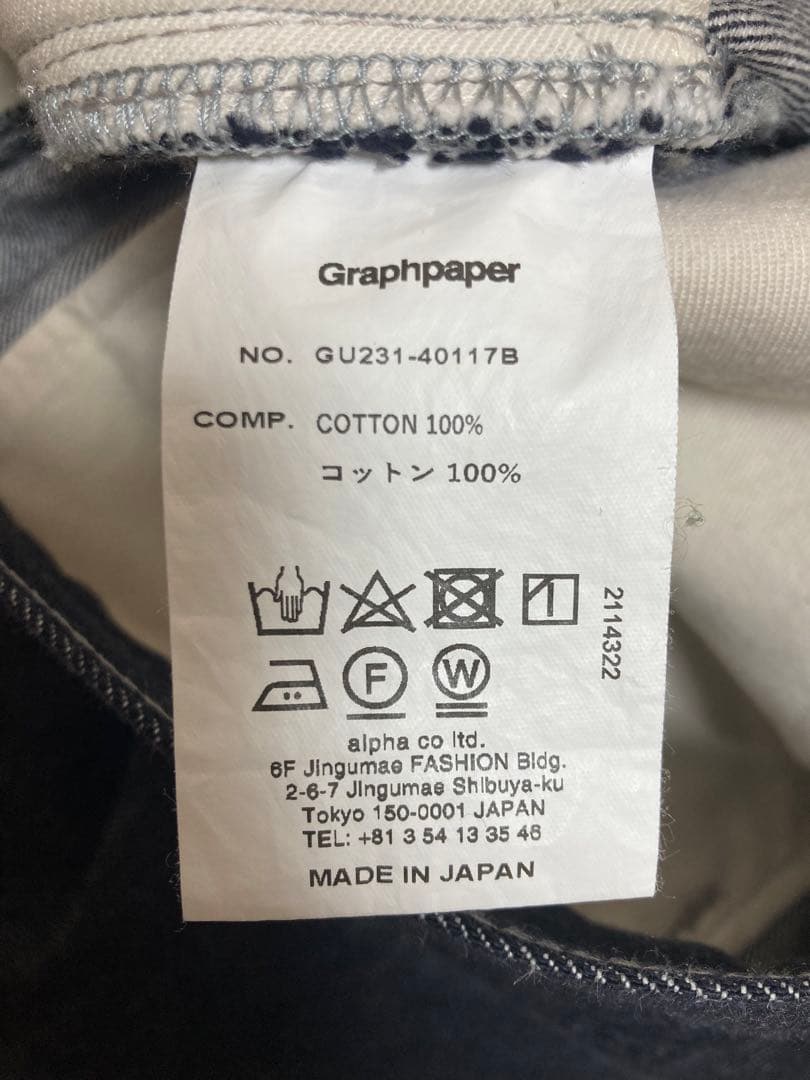 Graphpaper
NO. GU231-40117B
COMP. COTTON 100%
コットン 100%
2114322
F W
alpha co ltd.
6F Jingumae FASHION Bldg.
2-6-7 Jingumae Shibuya-ku
Tokyo 150-0001 JAPAN
TEL: +81 3 54 13 35 46
MADE IN JAPAN